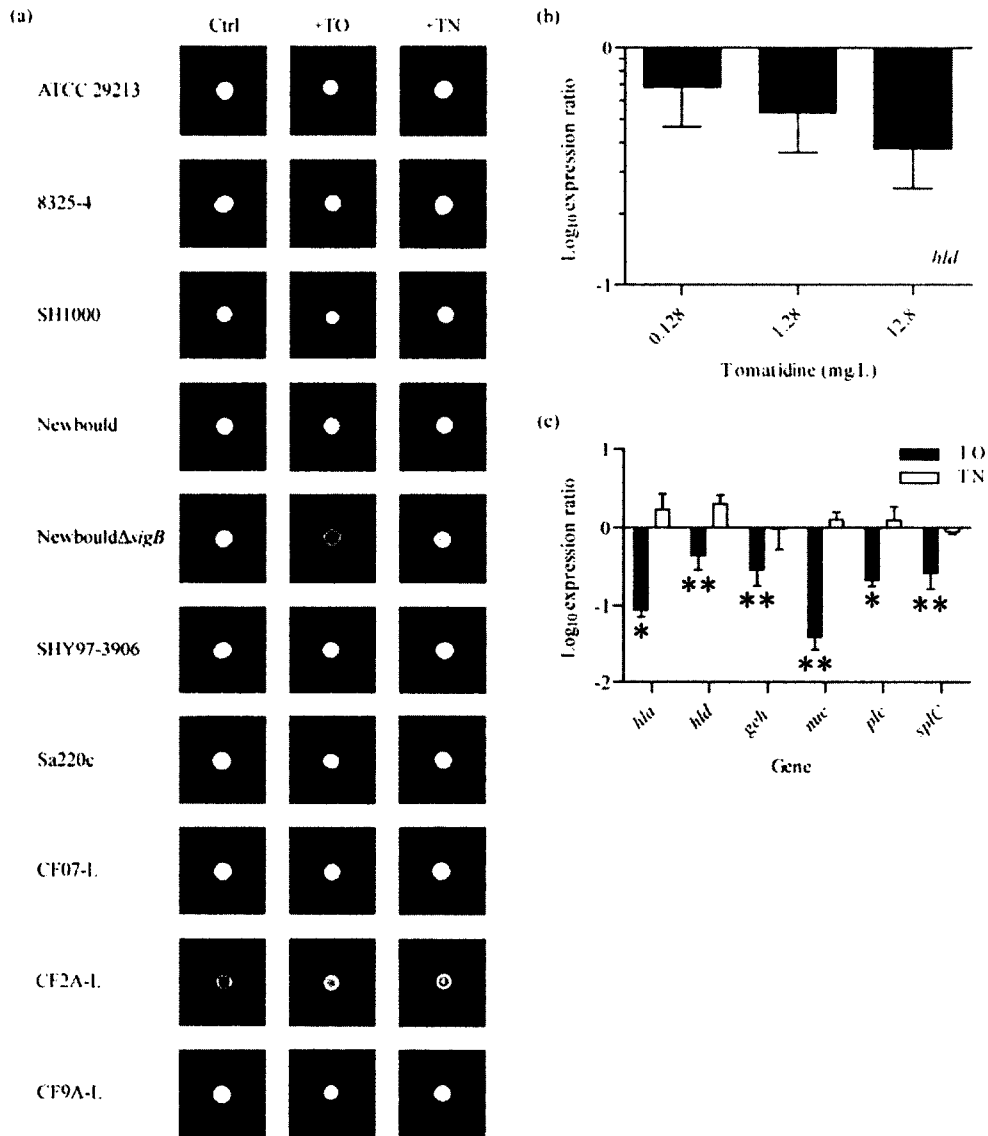 (a)
Ctrl +TO +TN
ATCC 29213
8325-4
SH1000
Newbould
NewbouldΔsigB
SHY97-3906
Sa220c
CF07-L
CF2A-L
CF9A-L
(b)
0
-1
Log₁₀ expression ratio
hld
0.128 1.28 12.8
Tomatidine (mg/L)
(c)
TO
TN
1
0
-1
-2
Log₁₀ expression ratio
* ** ** ** * **
hla hld geh nuc plc splC
Gene